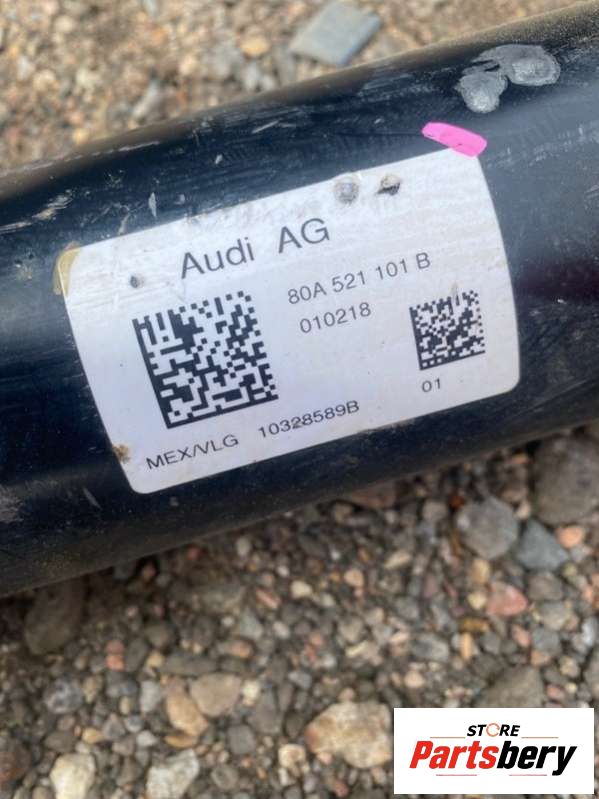 Audi AG
80A 521 101 B
010218
01
MEX/VLG 10328589B
STORE
Partsbery